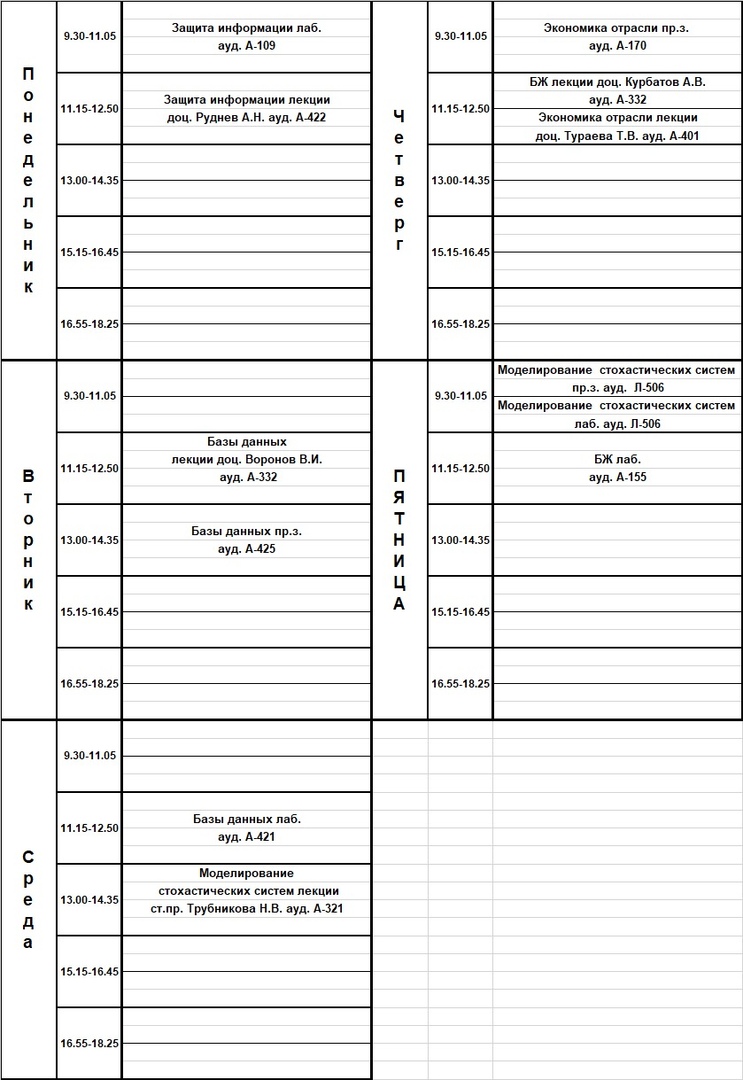 Понедельник
9.30-11.05
Защита информации лаб.
ауд. А-109
11.15-12.50
Защита информации лекции
доц. Руднев А.Н. ауд. А-422
13.00-14.35
15.15-16.45
16.55-18.25
Вторник
9.30-11.05
11.15-12.50
Базы данных
лекции доц. Воронов В.И.
ауд. А-332
13.00-14.35
Базы данных пр.з.
ауд. А-425
15.15-16.45
16.55-18.25
Среда
9.30-11.05
11.15-12.50
Базы данных лаб.
ауд. А-421
13.00-14.35
Моделирование
стохастических систем лекции
ст.пр. Трубникова Н.В. ауд. А-321
15.15-16.45
16.55-18.25
Четверг
9.30-11.05
Экономика отрасли пр.з.
ауд. А-170
11.15-12.50
БЖ лекции доц. Курбатов А.В.
ауд. А-332
Экономика отрасли лекции
доц. Тураева Т.В. ауд. А-401
13.00-14.35
15.15-16.45
16.55-18.25
ПЯТНИЦА
9.30-11.05
Моделирование стохастических систем
пр.з. ауд. Л-506
Моделирование стохастических систем
лаб. ауд. Л-506
11.15-12.50
БЖ лаб.
ауд. А-155
13.00-14.35
15.15-16.45
16.55-18.25